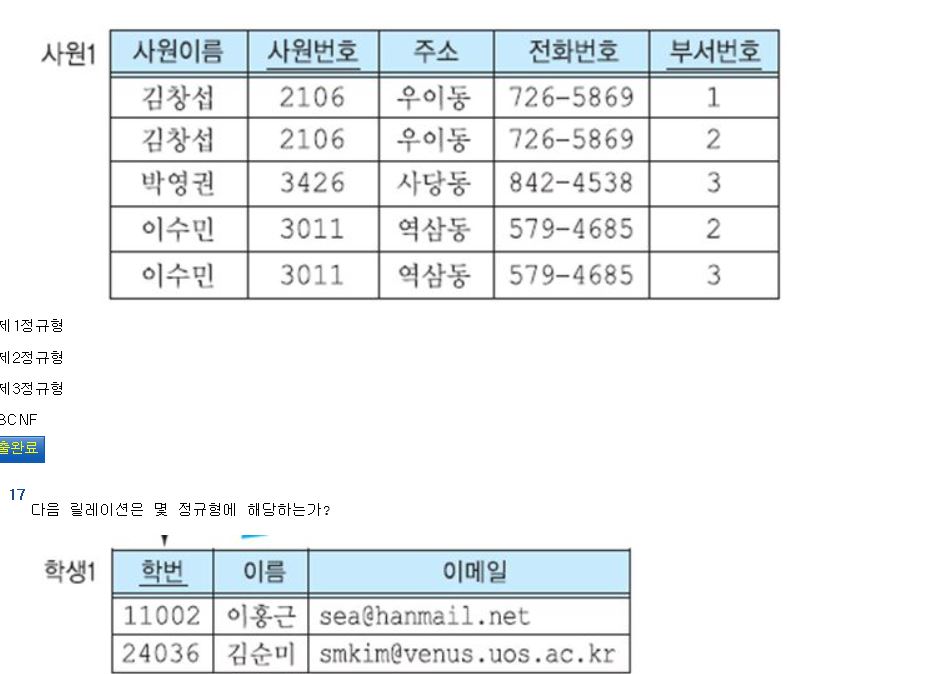 사원1 사원이름 사원번호 주소 전화번호 부서번호
김창섭 2106 우이동 726-5869 1
김창섭 2106 우이동 726-5869 2
박영권 3426 사당동 842-4538 3
이수민 3011 역삼동 579-4685 2
이수민 3011 역삼동 579-4685 3
제1정규형
제2정규형
제3정규형
BCNF
출완료
17
다음 릴레이션은 몇 정규형에 해당하는가?
학생1 학번 이름 이메일
11002 이홍근 sea@hanmail.net
24036 김순미 smkim@venus.uos.ac.kr